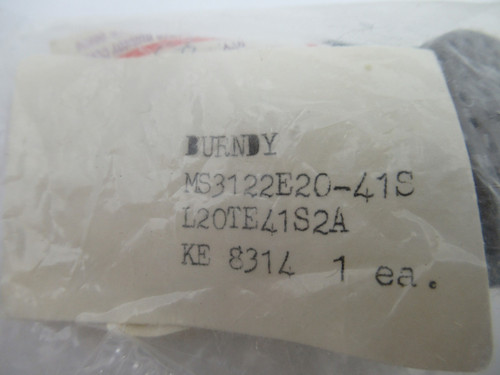 BURNDY
MS3122E20-41S
L20TE41S2A
KE 8314 1 ea.